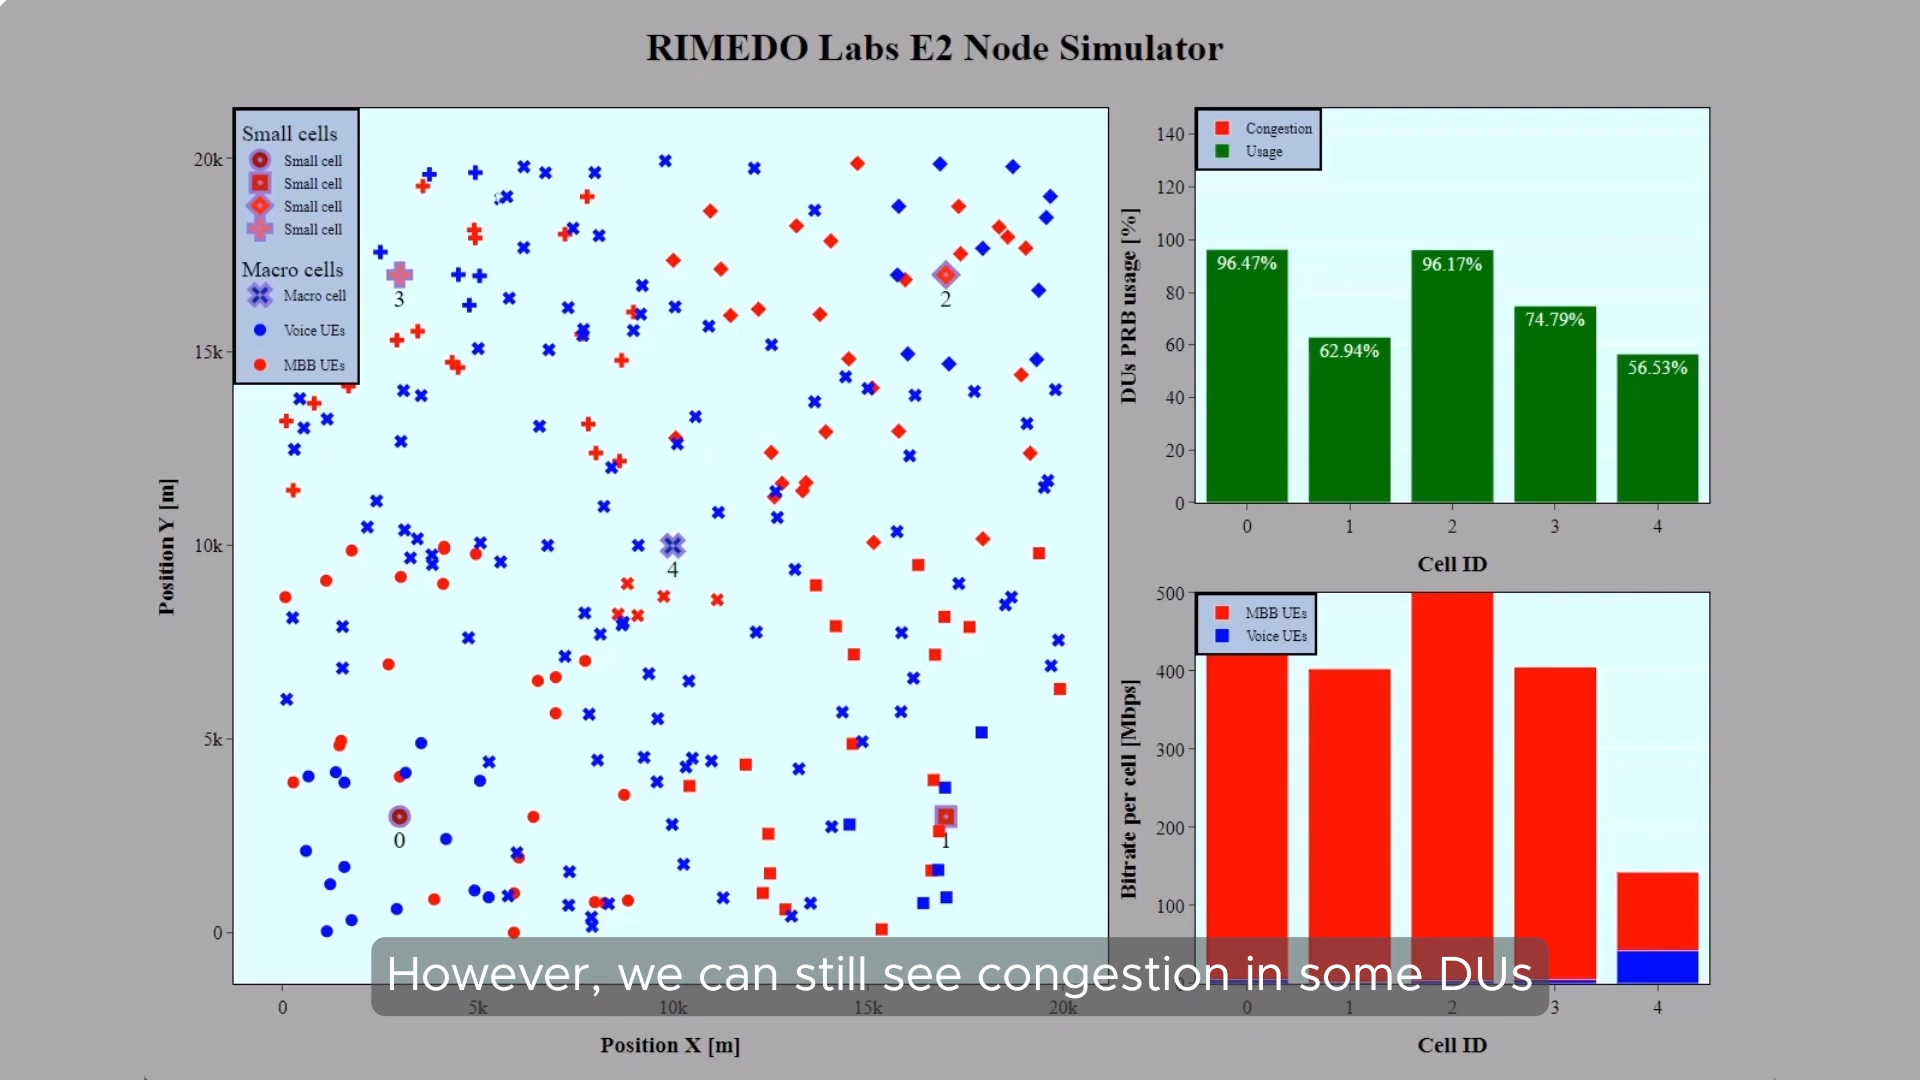 RIMEDO Labs E2 Node Simulator
Small cells
Small cell
Small cell
Small cell
Small cell
Macro cells
Macro cell
Voice UEs
MBB UEs
Position Y [m]
20k
15k
10k
5k
0
3
2
4
0
1
0
5k
10k
15k
20k
Position X [m]
Congestion
Usage
DUs PRB usage [%]
140
120
100
80
60
40
20
0
96.47%
62.94%
96.17%
74.79%
56.53%
0
1
2
3
4
Cell ID
MBB UEs
Voice UEs
Bitrate per cell [Mbps]
500
400
300
200
100
0
1
2
3
4
Cell ID
However, we can still see congestion in some DUs